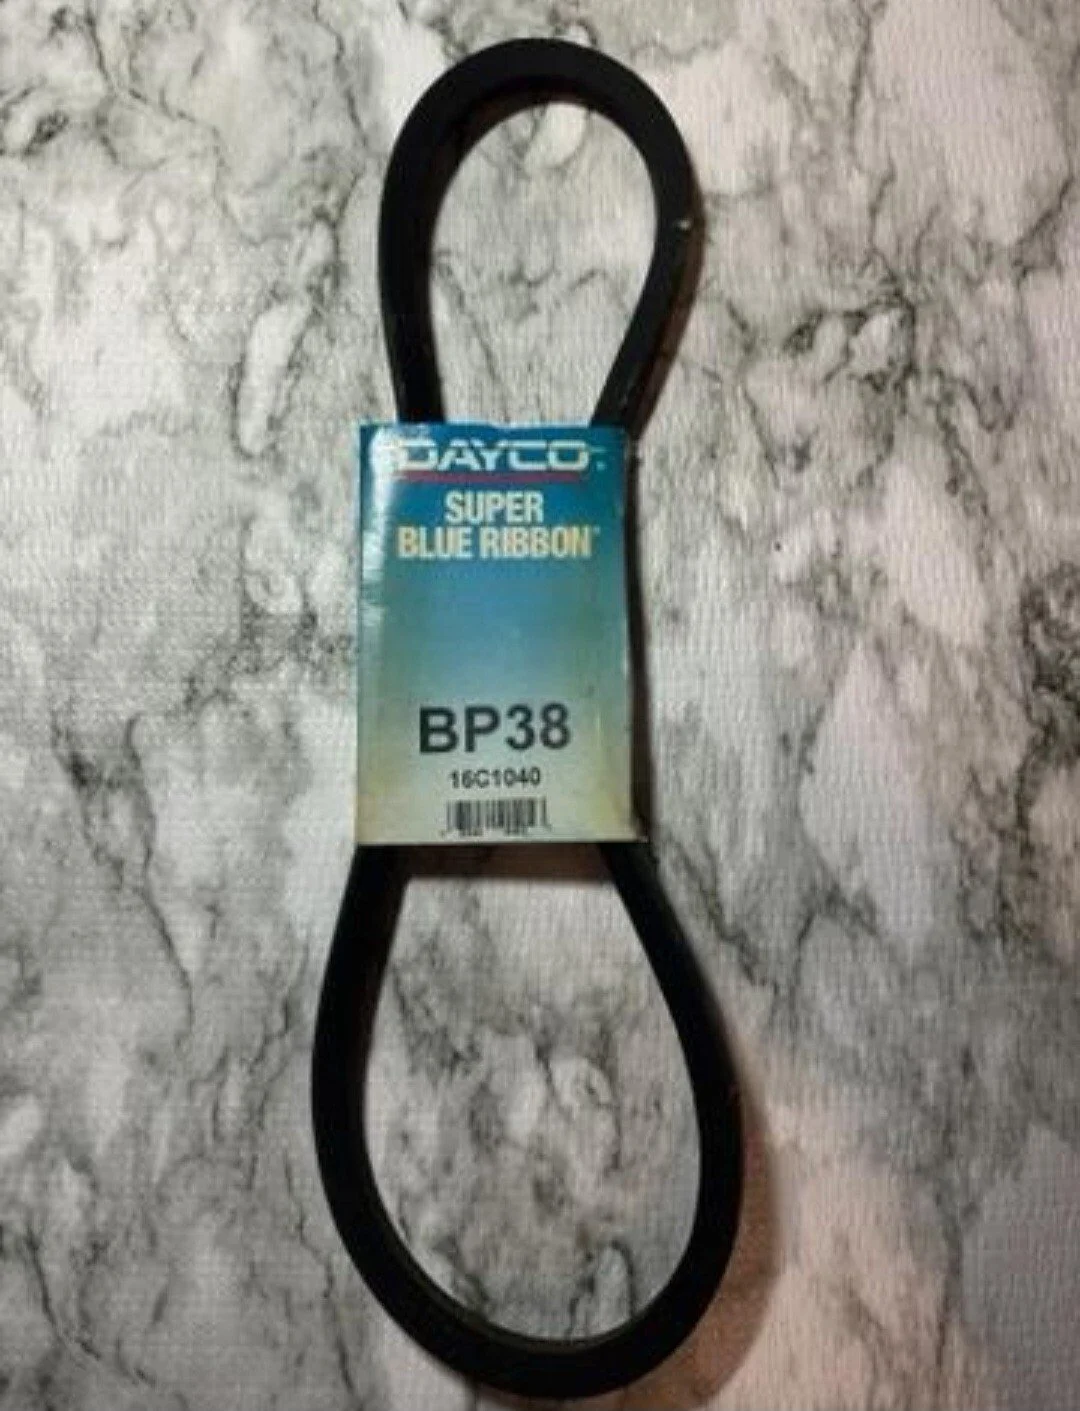 DAYCO
SUPER
BLUE RIBBON
BP38
16C1040